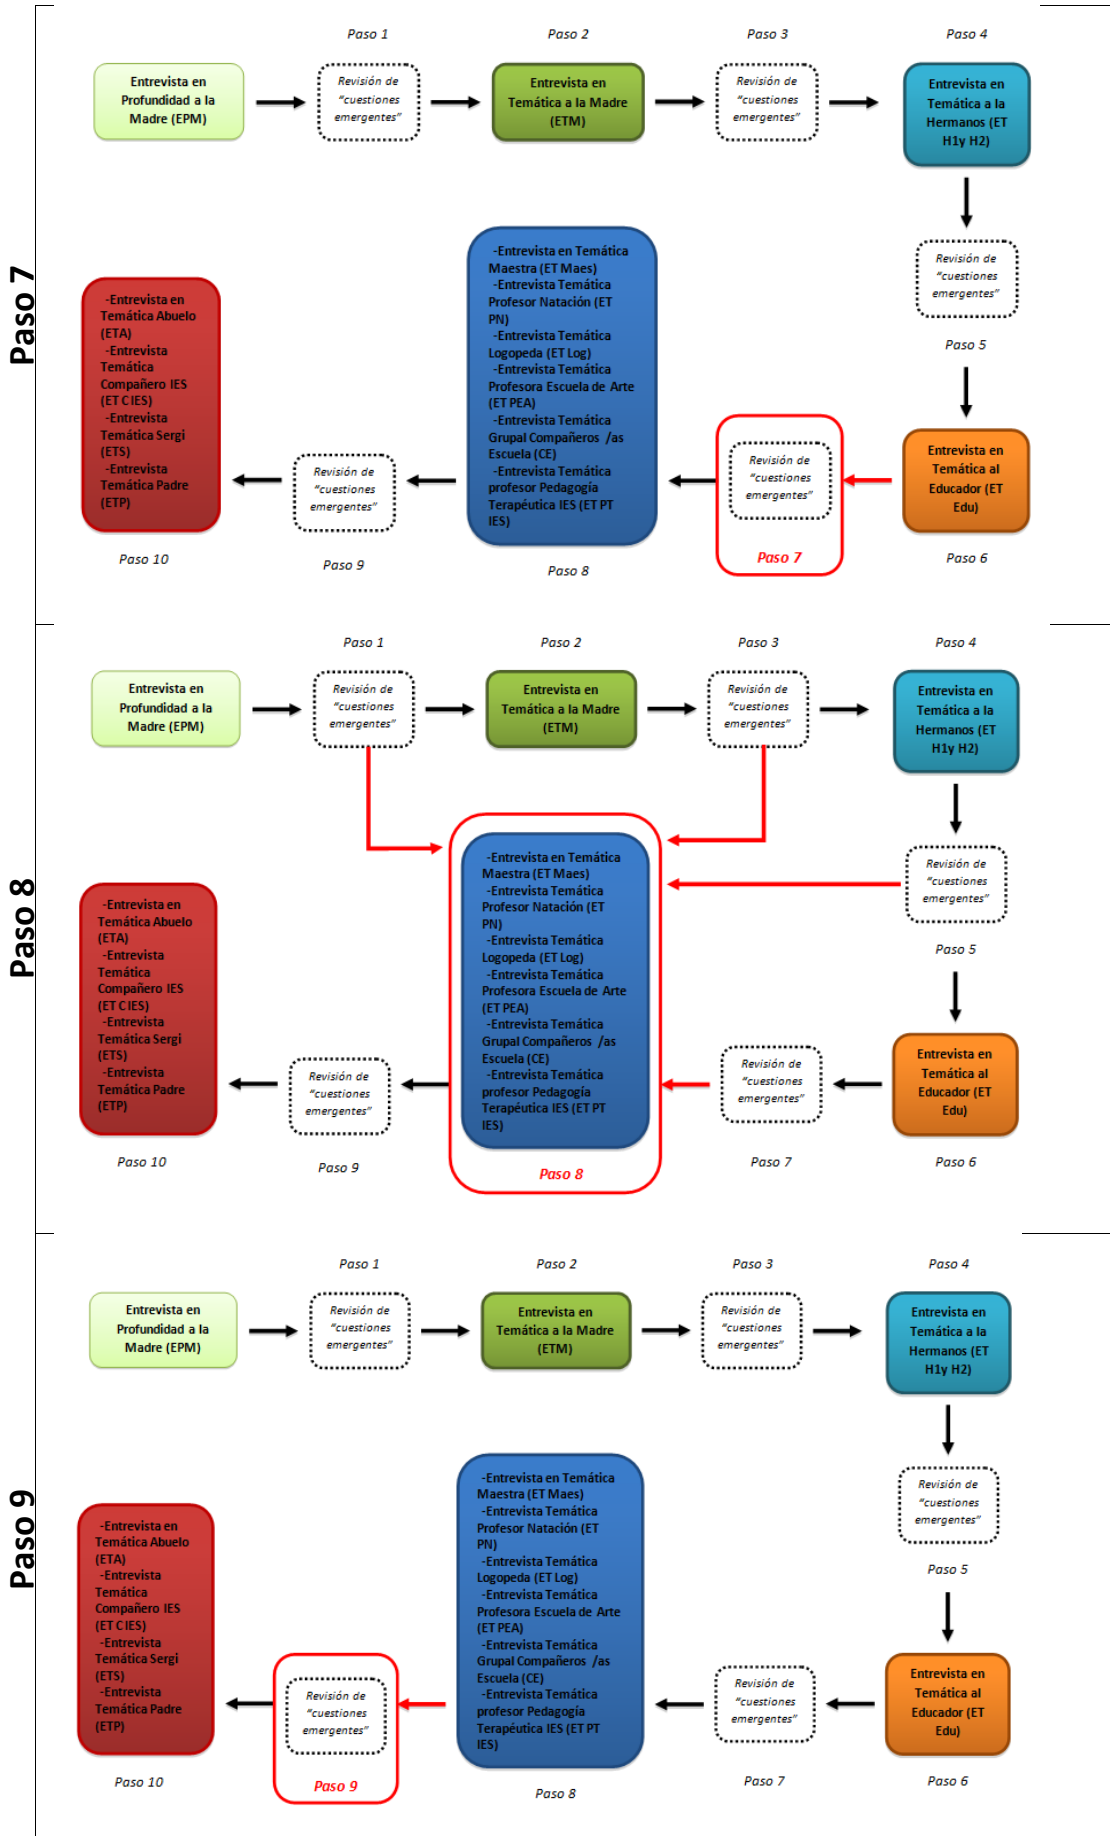 Paso 7
Paso 1
Paso 2
Paso 3
Paso 4
Entrevista en
Profundidad a la
Madre (EPM)
Revisión de
“cuestiones
emergentes”
Entrevista en
Temática a la Madre
(ETM)
Revisión de
“cuestiones
emergentes”
Entrevista en
Temática a la
Hermanos (ET
H1y H2)
Revisión de
“cuestiones
emergentes”
Paso 5
-Entrevista en
Temática Abuelo
(ETA)
-Entrevista
Temática
Compañero IES
(ET C IES)
-Entrevista
Temática Sergi
(ETS)
-Entrevista
Temática Padre
(ETP)
Paso 10
Revisión de
“cuestiones
emergentes”
Paso 9
-Entrevista en Temática
Maestra (ET Maes)
-Entrevista Temática
Profesor Natación (ET
PN)
-Entrevista Temática
Logopeda (ET Log)
-Entrevista Temática
Profesora Escuela de Arte
(ET PEA)
-Entrevista Temática
Grupal Compañeros /as
Escuela (CE)
-Entrevista Temática
profesor Pedagogía
Terapéutica IES (ET PT
IES)
Paso 8
Revisión de
“cuestiones
emergentes”
Paso 7
Entrevista en
Temática al
Educador (ET
Edu)
Paso 6
Paso 8
Paso 1
Paso 2
Paso 3
Paso 4
Entrevista en
Profundidad a la
Madre (EPM)
Revisión de
“cuestiones
emergentes”
Entrevista en
Temática a la Madre
(ETM)
Revisión de
“cuestiones
emergentes”
Entrevista en
Temática a la
Hermanos (ET
H1y H2)
Revisión de
“cuestiones
emergentes”
Paso 5
-Entrevista en
Temática Abuelo
(ETA)
-Entrevista
Temática
Compañero IES
(ET C IES)
-Entrevista
Temática Sergi
(ETS)
-Entrevista
Temática Padre
(ETP)
Paso 10
Revisión de
“cuestiones
emergentes”
Paso 9
-Entrevista en Temática
Maestra (ET Maes)
-Entrevista Temática
Profesor Natación (ET
PN)
-Entrevista Temática
Logopeda (ET Log)
-Entrevista Temática
Profesora Escuela de Arte
(ET PEA)
-Entrevista Temática
Grupal Compañeros /as
Escuela (CE)
-Entrevista Temática
profesor Pedagogía
Terapéutica IES (ET PT
IES)
Paso 8
Revisión de
“cuestiones
emergentes”
Paso 7
Entrevista en
Temática al
Educador (ET
Edu)
Paso 6
Paso 9
Paso 1
Paso 2
Paso 3
Paso 4
Entrevista en
Profundidad a la
Madre (EPM)
Revisión de
“cuestiones
emergentes”
Entrevista en
Temática a la Madre
(ETM)
Revisión de
“cuestiones
emergentes”
Entrevista en
Temática a la
Hermanos (ET
H1y H2)
Revisión de
“cuestiones
emergentes”
Paso 5
-Entrevista en
Temática Abuelo
(ETA)
-Entrevista
Temática
Compañero IES
(ET C IES)
-Entrevista
Temática Sergi
(ETS)
-Entrevista
Temática Padre
(ETP)
Paso 10
Revisión de
“cuestiones
emergentes”
Paso 9
-Entrevista en Temática
Maestra (ET Maes)
-Entrevista Temática
Profesor Natación (ET
PN)
-Entrevista Temática
Logopeda (ET Log)
-Entrevista Temática
Profesora Escuela de Arte
(ET PEA)
-Entrevista Temática
Grupal Compañeros /as
Escuela (CE)
-Entrevista Temática
profesor Pedagogía
Terapéutica IES (ET PT
IES)
Paso 8
Revisión de
“cuestiones
emergentes”
Paso 7
Entrevista en
Temática al
Educador (ET
Edu)
Paso 6